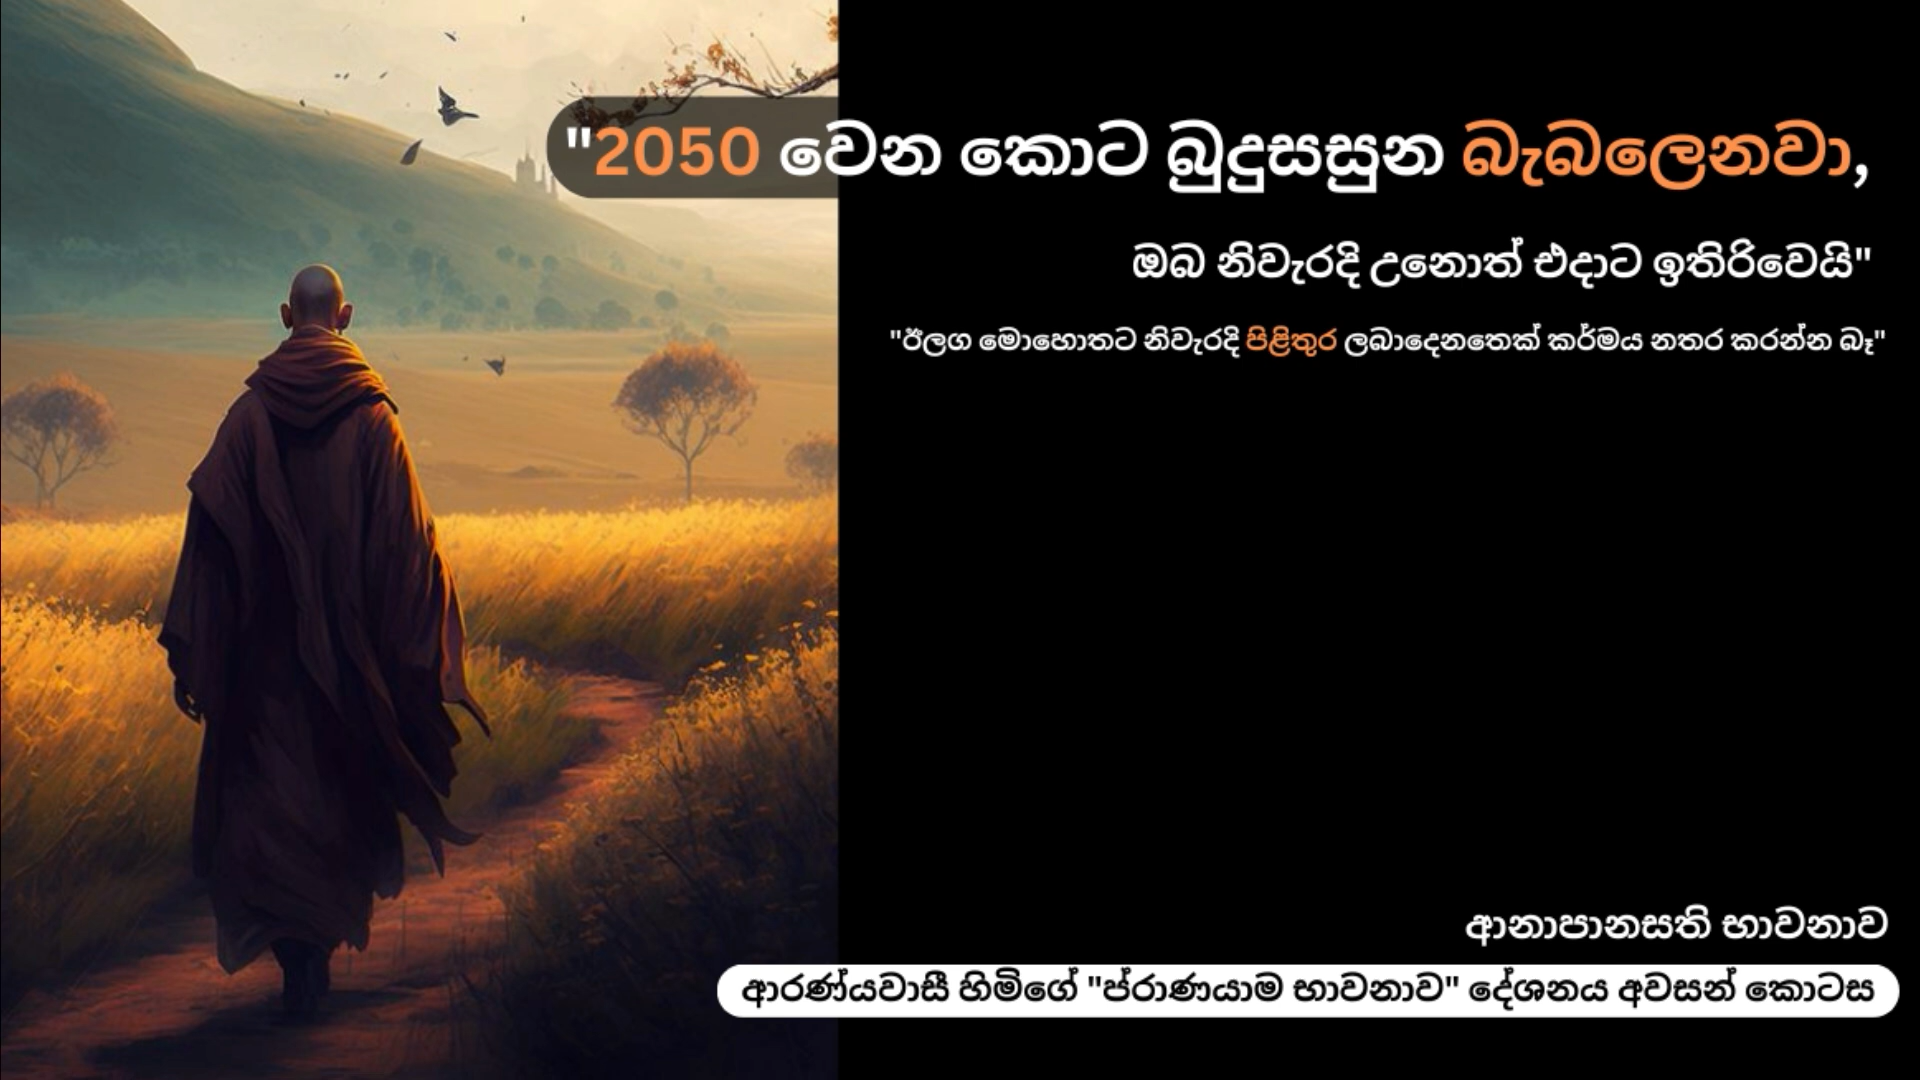 "2050 වෙන කොට බුදුසසුන බැබලෙනවා,
ඔබ නිවැරදි උනොත් එදාට ඉතිරිවෙයි"
"ඊලග මොහොතට නිවැරදි පිළිතුර ලබාදෙනතෙක් කර්මය නතර කරන්න බෑ"
ආනාපානසති භාවනාව
ආරණ්යවාසී හිමිගේ "ප්රාණයාම භාවනාව" දේශනය අවසන් කොටස